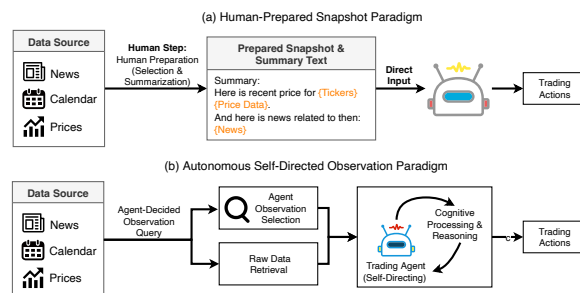 (a) Human-Prepared Snapshot Paradigm
Data Source
News
Calendar
Prices
Human Step:
Human Preparation
(Selection &
Summarization)
Prepared Snapshot &
Summary Text
Summary:
Here is recent price for {Tickers}
{Price Data}.
And here is news related to then:
{News}
Direct
Input
Trading
Actions
(b) Autonomous Self-Directed Observation Paradigm
Data Source
News
Calendar
Prices
Agent-Decided
Observation
Query
Agent
Observation
Selection
Raw Data
Retrieval
Cognitive
Processing &
Reasoning
Trading Agent
(Self-Directing)
c
Trading
Actions